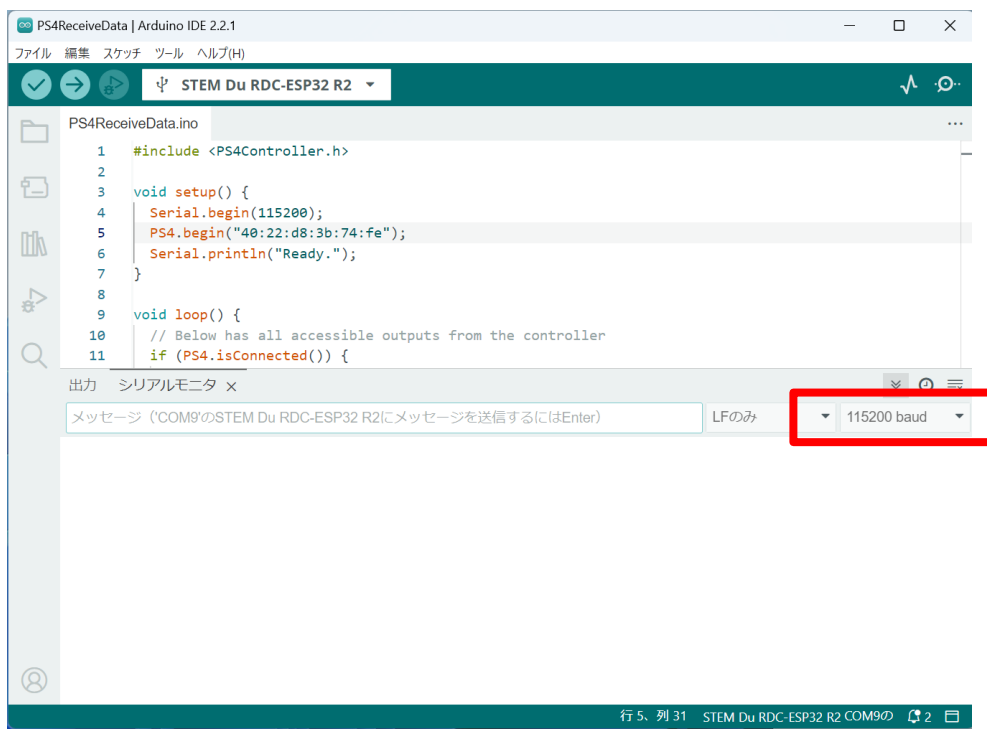 PS4ReceiveData | Arduino IDE 2.2.1
ファイル 編集 スケッチ ツール ヘルプ(H)
STEM Du RDC-ESP32 R2
PS4ReceiveData.ino
1 #include <PS4Controller.h>
2
3 void setup() {
4 Serial.begin(115200);
5 PS4.begin("40:22:d8:3b:74:fe");
6 Serial.println("Ready.");
7 }
8
9 void loop() {
10 // Below has all accessible outputs from the controller
11 if (PS4.isConnected()) {
出力 シリアルモニタ
メッセージ（'COM9'のSTEM Du RDC-ESP32 R2にメッセージを送信するにはEnter） LFのみ 115200 baud
行 5、列 31 STEM Du RDC-ESP32 R2 COM9の 2